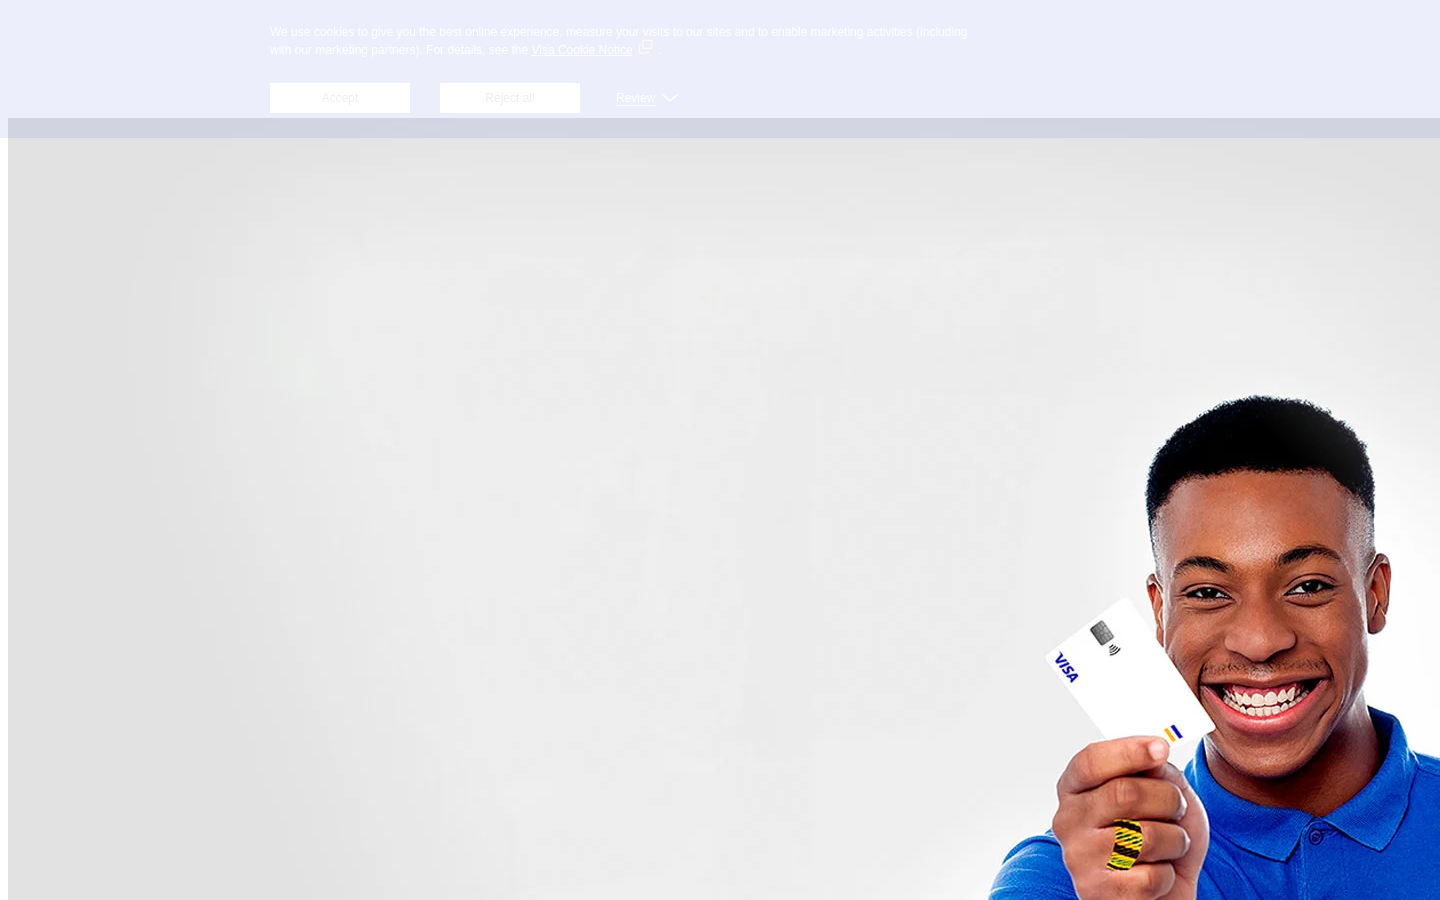 We use cookies to give you the best online experience, measure your visits to our sites and to enable marketing activities (including
with our marketing partners). For details, see the Visa Cookie Notice .
Accept
Reject all
Review
VISA